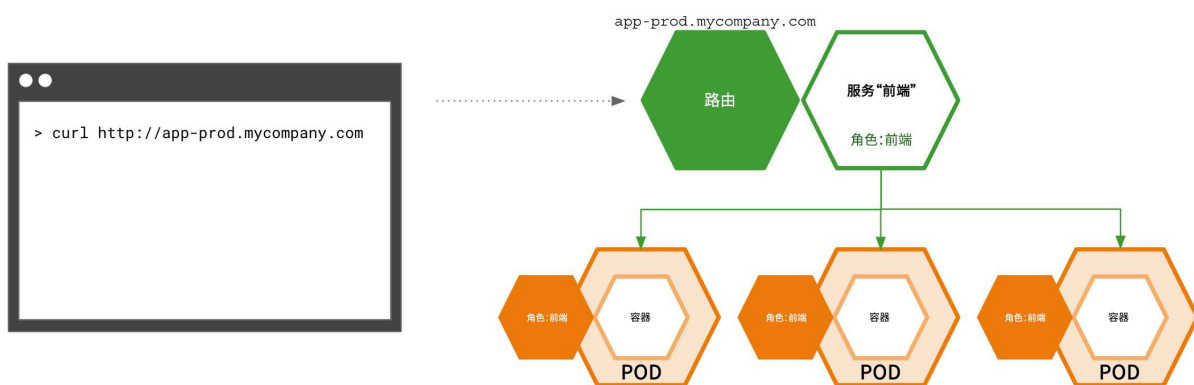 app-prod.mycompany.com
> curl http://app-prod.mycompany.com
路由
服务“前端”
角色:前端
角色:前端
容器
POD
角色:前端
容器
POD
角色:前端
容器
POD